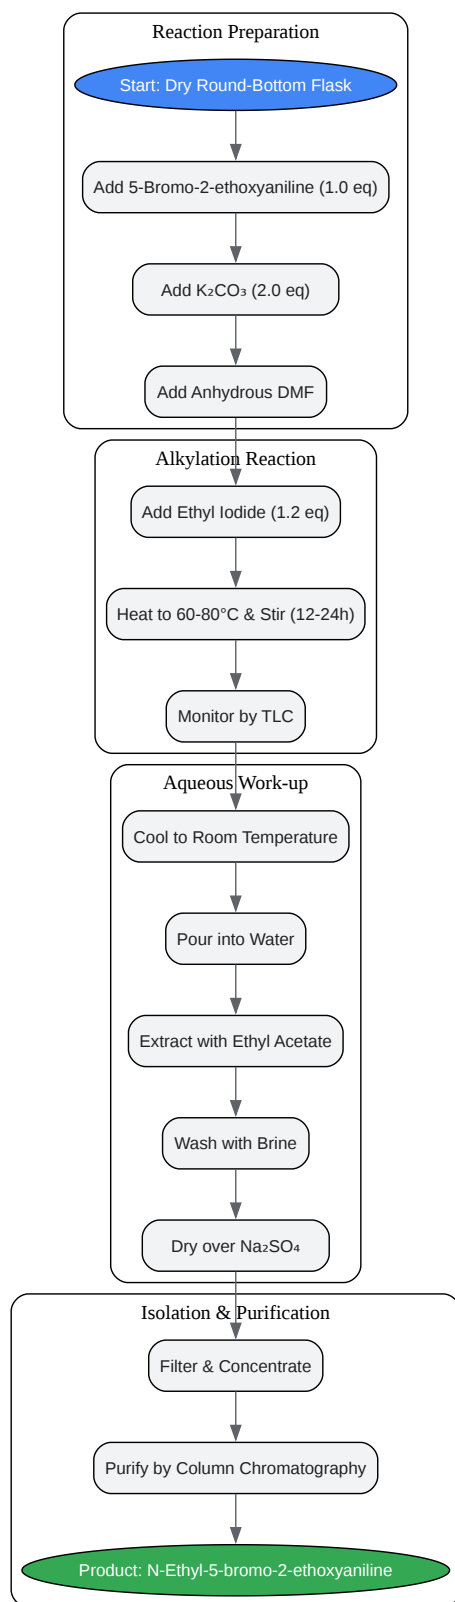 Reaction Preparation
Start: Dry Round-Bottom Flask
Add 5-Bromo-2-ethoxyaniline (1.0 eq)
Add K₂CO₃ (2.0 eq)
Add Anhydrous DMF
Alkylation Reaction
Add Ethyl Iodide (1.2 eq)
Heat to 60-80°C & Stir (12-24h)
Monitor by TLC
Aqueous Work-up
Cool to Room Temperature
Pour into Water
Extract with Ethyl Acetate
Wash with Brine
Dry over Na₂SO₄
Isolation & Purification
Filter & Concentrate
Purify by Column Chromatography
Product: N-Ethyl-5-bromo-2-ethoxyaniline